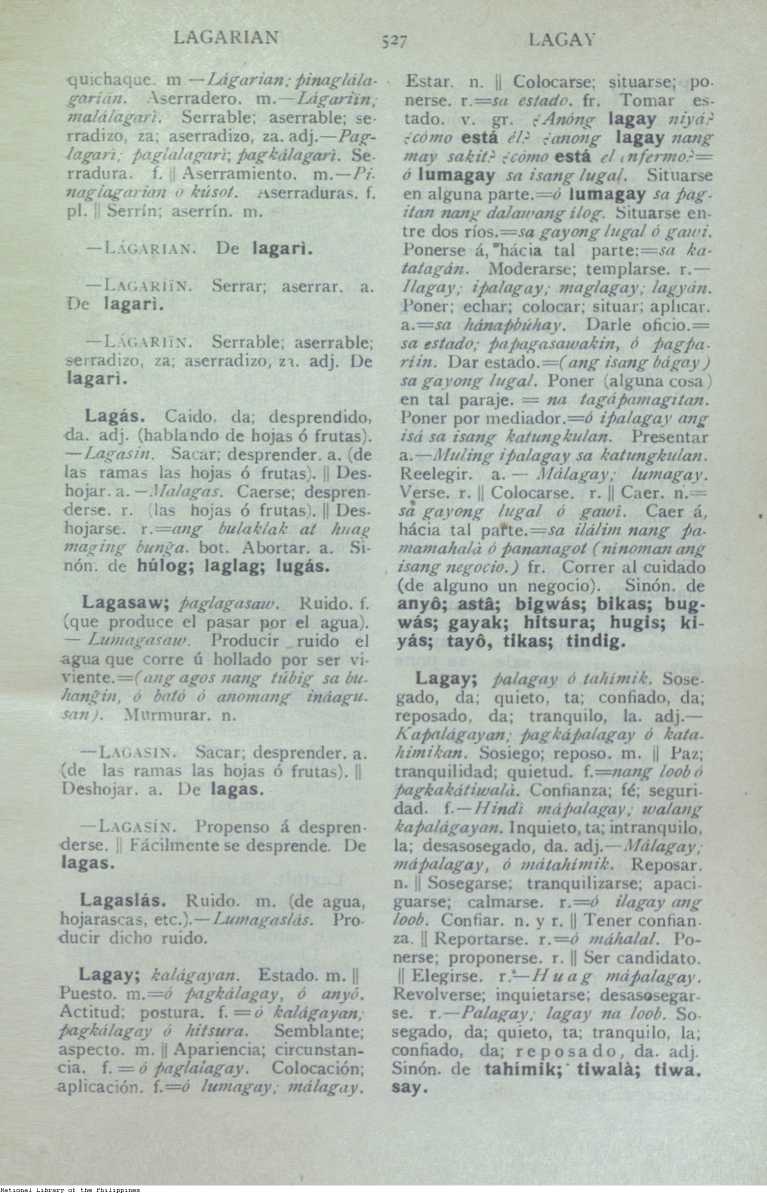 LAGARIAN
527
LAGAY
quichaque. m —Lágarian; pinaglála-
garián. Aserradero. m.—Lágariín;
malálagarì. Serrable; aserrable; se-
rradizo, za; aserradizo, za. adj.—Pag-
lagarì; paglalagarì; pagkálagarì. Se-
rradura. f. || Aserramiento. m.—Pi-
naglagarian o kúsot. Aserraduras. f.
pl. || Serrín; aserrín. m.
—LÁGARIAN. De lagari.
—LAGARIÍN. Serrar; aserrar. a.
De lagari.
—LÁGARIÍN. Serrable; aserrable;
serradizo, za; aserradizo, za. adj. De
lagari.
Lagás. Caido, da; desprendido,
da. adj. (hablando de hojas ó frutas).
—Lagasin. Sacar; desprender. a. (de
las ramas las hojas ó frutas). || Des-
hojar. a. —Malagas. Caerse; despren-
derse. r. (las hojas ó frutas). || Des-
hojarse. r.=ang bulaklak at huag
maging bunga. bot. Abortar. a. Si-
nón. de húlog; laglag; lugás.
Lagasaw; paglagasaw. Ruido. f.
(que produce el pasar por el agua).
— Lumagasaw. Producir ruido el
agua que corre ú hollado por ser vi-
viente.=(ang agos nang túbig sa bu-
hangin, ó bató ó anomang ináagu-
san). Murmurar. n.
—LAGASIN. Sacar; desprender. a.
(de las ramas las hojas ó frutas). ||
Deshojar. a. De lagas.
—LAGASÍN. Propenso á despren-
derse. || Fácilmente se desprende. De
lagas.
Lagaslás. Ruido. m. (de agua,
hojarascas, etc.).—Lumagaslás. Pro-
ducir dicho ruido.
Lagay; kalágayan. Estado. m. ||
Puesto. m.=ó pagkálagay, ó anyó.
Actitud; postura. f. =ó kalágayan;
pagkálagay ó hitsura. Semblante;
aspecto. m. || Apariencia; circunstan-
cia. f. = ó paglalagay. Colocación;
aplicación. f.=ó lumagay; málagay.
Estar. n. || Colocarse; situarse; po-
nerse. r.=sa estado. fr. Tomar es-
tado. v. gr. ¿Anóng lagay niyá?
¿cómo está él? ¿anong lagay nang
may sakit? ¿cómo está el enfermo?=
ó lumagay sa isang lugal. Situarse
en alguna parte.=ó lumagay sa pag-
itan nang dalawang ilog. Situarse en-
tre dos ríos.=sa gayong lugal ó gawi.
Ponerse á, hácia tal parte;=sa ka-
tatagán. Moderarse; templarse. r.—
Ilagay; ipalagay; maglagay; lagyán.
Poner; echar; colocar; situar; aplicar.
a.=sa hánapbúhay. Darle oficio.=
sa estado; papagasawakin, ó pagpa-
riin. Dar estado.=(ang isang bágay)
sa gayong lugal. Poner (alguna cosa)
en tal paraje. = na tagápamagitan.
Poner por mediador.=ó ipalagay ang
isá sa isang katungkulan. Presentar
a.—Muling ipalagay sa katungkulan.
Reelegir. a. — Málagay; lumagay.
Verse. r. || Colocarse. r. || Caer. n.=
sa gayong lugal ó gawi. Caer á,
hácia tal parte.=sa ilálim nang pa-
mamahalà ó pananagot (ninoman ang
isang negocio.) fr. Correr al cuidado
(de alguno un negocio). Sinón. de
anyô; astâ; bigwás; bikas; bug-
wás; gayak; hitsura; hugis; ki-
yás; tayô, tikas; tindig.
Lagay; palagay ó tahímik. Sose-
gado, da; quieto, ta; confiado, da;
reposado, da; tranquilo, la. adj.—
Kapalágayan; pagkápalagay ó kata-
himikan. Sosiego; reposo. m. || Paz;
tranquilidad; quietud. f.=nang loob ó
pagkakátiwalà. Confianza; fé; seguri-
dad. f.—Hindì mápalagay; walang
kapalágayan. Inquieto, ta; intranquilo,
la; desasosegado, da. adj.—Málagay;
mápalagay, ó mátahímik. Reposar.
n. || Sosegarse; tranquilizarse; apaci-
guarse; calmarse. r.=ó ilagay ang
loob. Confiar. n. y r. || Tener confian-
za. || Reportarse. r.=ó máhalal. Po-
nerse; proponerse. r. || Ser candidato.
|| Elegirse. r.—Huag mápalagay.
Revolverse; inquietarse; desasosegar-
se. r.—Palagay; lagay na loob. So-
segado, da; quieto, ta; tranquilo, la;
confiado, da; reposado, da. adj.
Sinón. de tahímik; tiwalà; tiwa.
say.
National Library of the Philippines